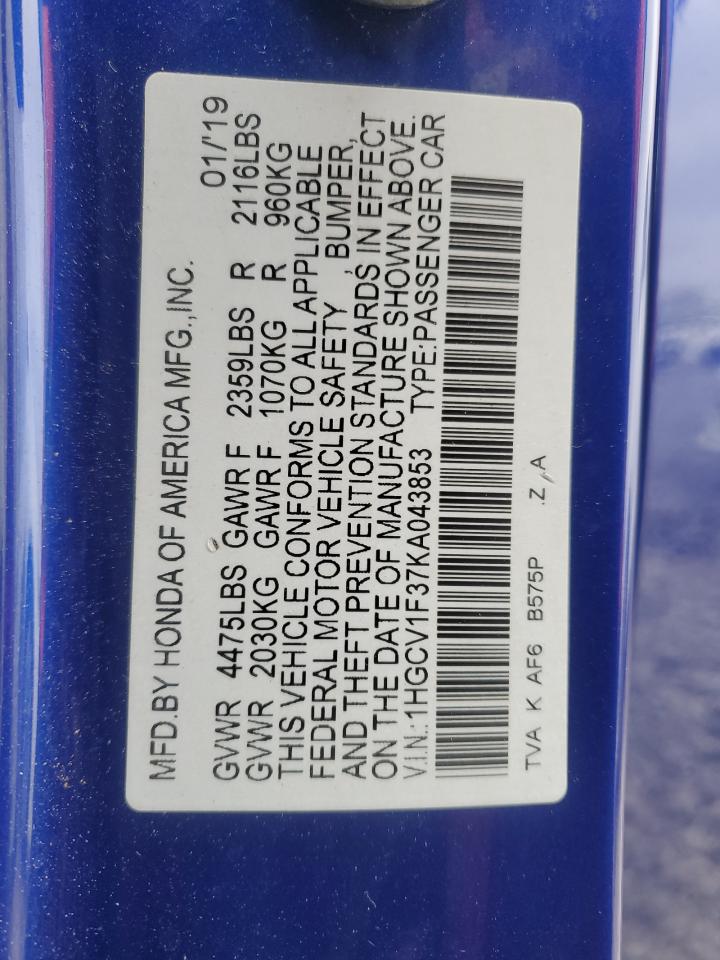 MFD.BY HONDA OF AMERICA MFG.,INC. 01/'19
GVWR 4475LBS GAWR F 2359LBS R 2116LBS
GVWR 2030KG GAWR F 1070KG R 960KG
THIS VEHICLE CONFORMS TO ALL APPLICABLE
FEDERAL MOTOR VEHICLE SAFETY , BUMPER,
AND THEFT PREVENTION STANDARDS IN EFFECT
ON THE DATE OF MANUFACTURE SHOWN ABOVE.
V.I.N.:1HGCV1F37KA043853 TYPE:PASSENGER CAR
TVA K AF6 B575P .Z,A